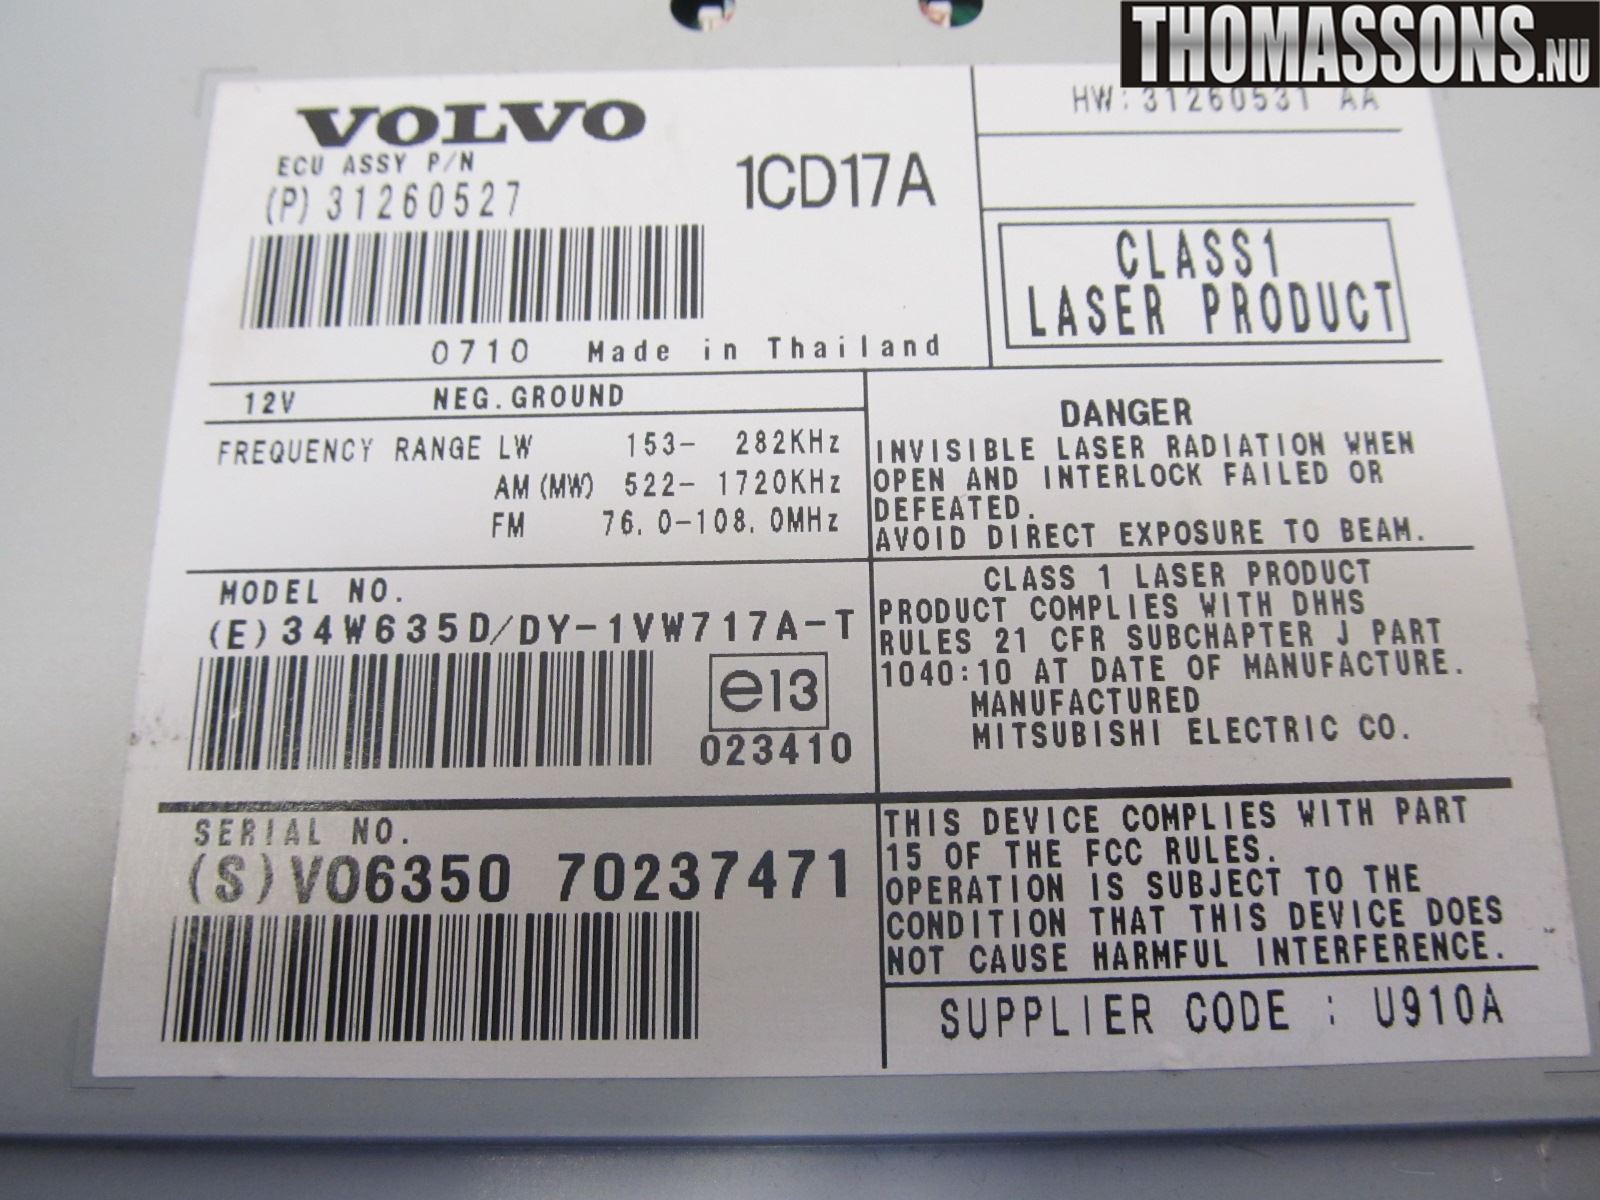 THOMASSONS.NU
HW: 31260531 AA
VOLVO
ECU ASSY P/N
(P) 31260527
1CD17A
CLASS1
LASER PRODUCT
0710 Made in Thailand
12V NEG. GROUND
FREQUENCY RANGE LW 153- 282KHz
AM (MW) 522- 1720KHz
FM 76.0-108.0MHz
DANGER
INVISIBLE LASER RADIATION WHEN
OPEN AND INTERLOCK FAILED OR
DEFEATED.
AVOID DIRECT EXPOSURE TO BEAM.
MODEL NO.
(E) 34W635D/DY-1VW717A-T
e13
023410
CLASS 1 LASER PRODUCT
PRODUCT COMPLIES WITH DHHS
RULES 21 CFR SUBCHAPTER J PART
1040:10 AT DATE OF MANUFACTURE.
MANUFACTURED
MITSUBISHI ELECTRIC CO.
SERIAL NO.
(S) VO6350 70237471
THIS DEVICE COMPLIES WITH PART
15 OF THE FCC RULES.
OPERATION IS SUBJECT TO THE
CONDITION THAT THIS DEVICE DOES
NOT CAUSE HARMFUL INTERFERENCE.
SUPPLIER CODE : U910A